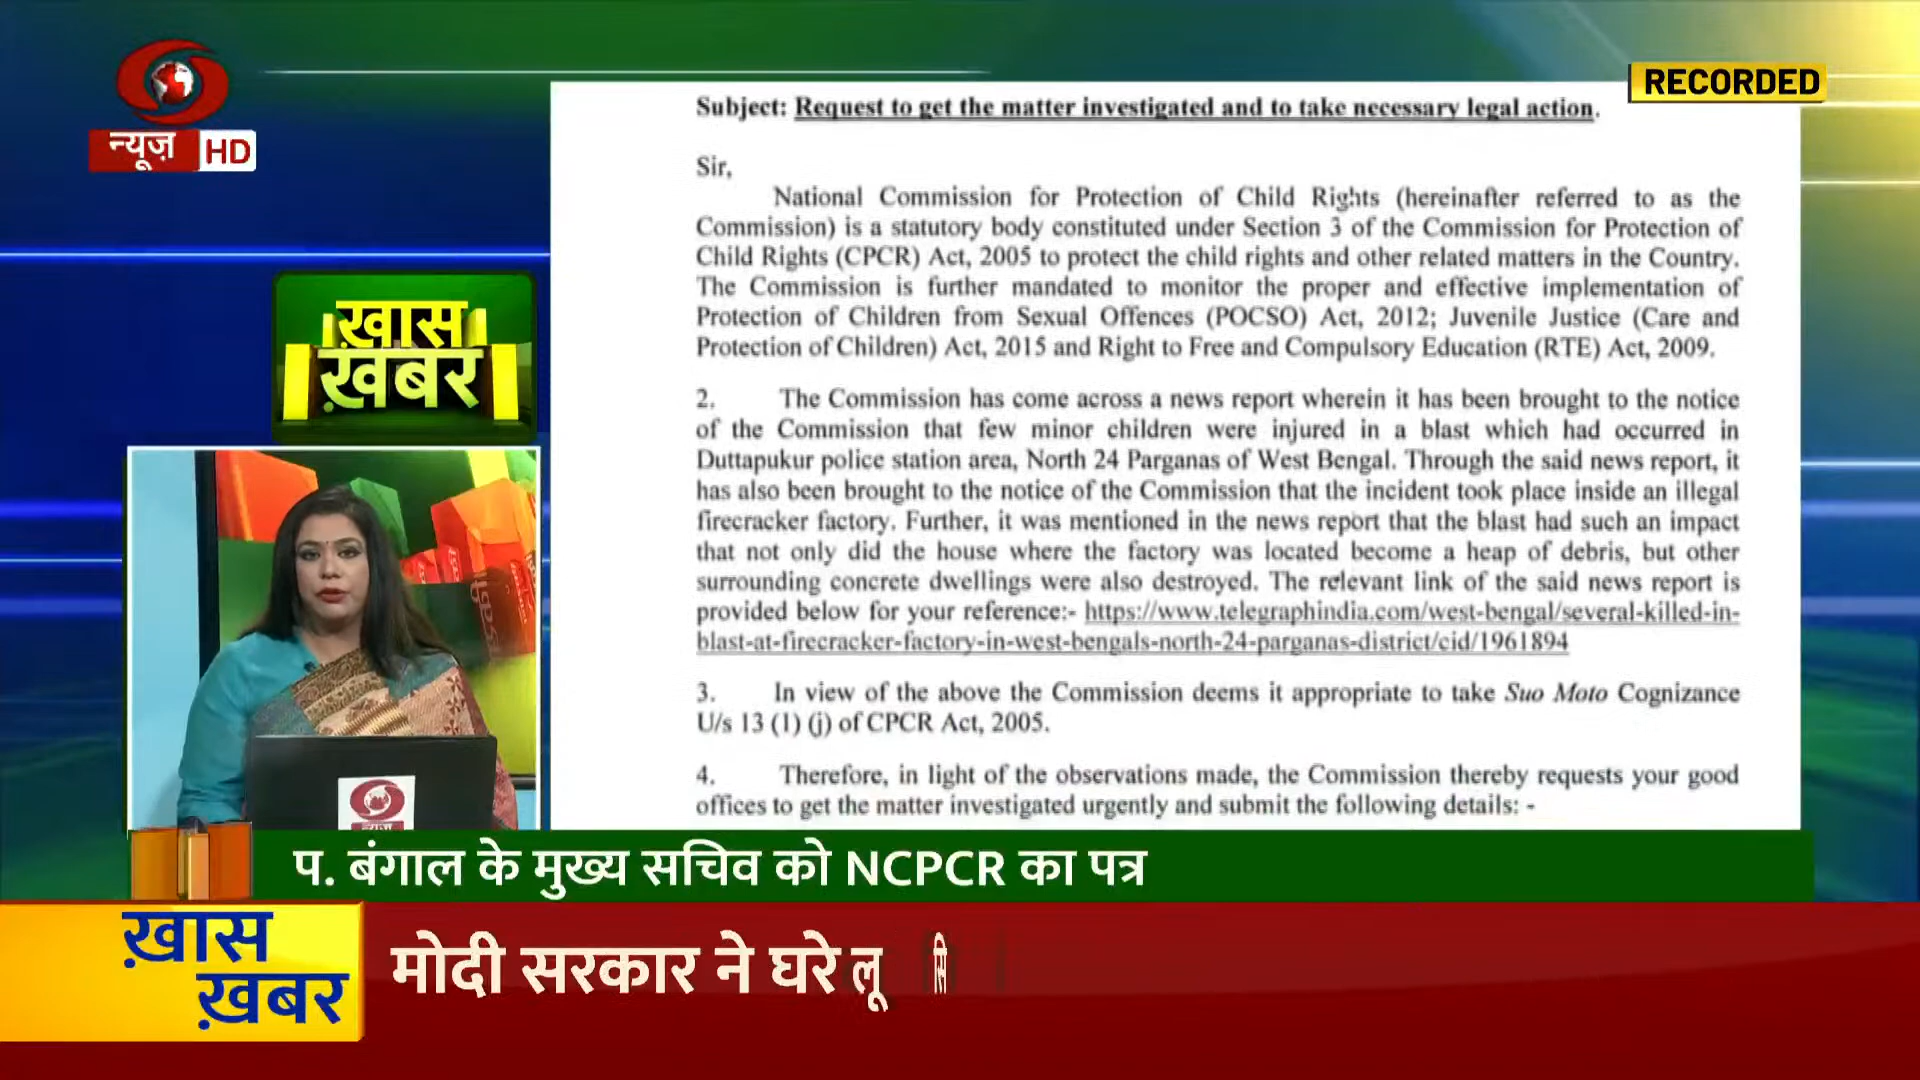 न्यूज़ HD
RECORDED
Subject: Request to get the matter investigated and to take necessary legal action.
Sir,
National Commission for Protection of Child Rights (hereinafter referred to as the
Commission) is a statutory body constituted under Section 3 of the Commission for Protection of
Child Rights (CPCR) Act, 2005 to protect the child rights and other related matters in the Country.
The Commission is further mandated to monitor the proper and effective implementation of
Protection of Children from Sexual Offences (POCSO) Act, 2012; Juvenile Justice (Care and
Protection of Children) Act, 2015 and Right to Free and Compulsory Education (RTE) Act, 2009.
2. The Commission has come across a news report wherein it has been brought to the notice
of the Commission that few minor children were injured in a blast which had occurred in
Duttapukur police station area, North 24 Parganas of West Bengal. Through the said news report, it
has also been brought to the notice of the Commission that the incident took place inside an illegal
firecracker factory. Further, it was mentioned in the news report that the blast had such an impact
that not only did the house where the factory was located become a heap of debris, but other
surrounding concrete dwellings were also destroyed. The relevant link of the said news report is
provided below for your reference:- https://www.telegraphindia.com/west-bengal/several-killed-in-
blast-at-firecracker-factory-in-west-bengals-north-24-parganas-district/cid/1961894
3. In view of the above the Commission deems it appropriate to take Suo Moto Cognizance
U/s 13 (1) (j) of CPCR Act, 2005.
4. Therefore, in light of the observations made, the Commission thereby requests your good
offices to get the matter investigated urgently and submit the following details: -
ख़ास
ख़बर
न्यूज़
प. बंगाल के मुख्य सचिव को NCPCR का पत्र
ख़ास
ख़बर
मोदी सरकार ने घरेलू